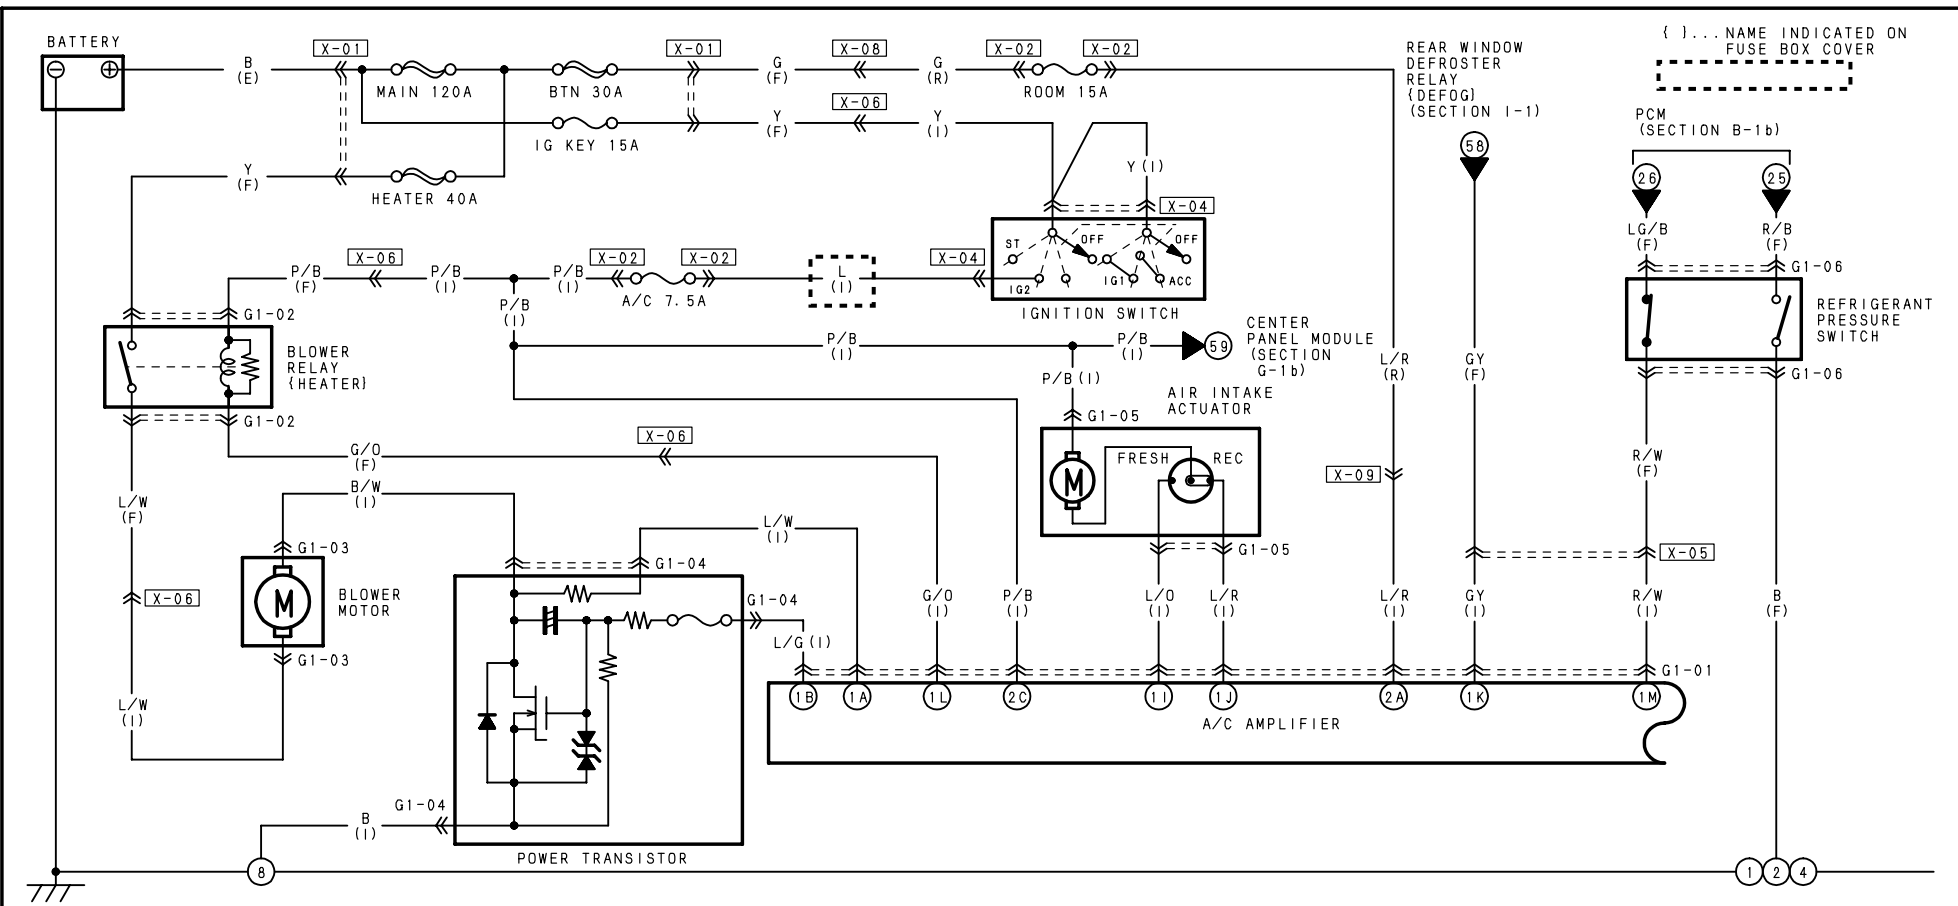 BATTERY
B
(E)
X-01
MAIN 120A
BTN 30A
X-01
G
(F)
X-08
G
(R)
X-02
X-02
ROOM 15A
IG KEY 15A
Y
(F)
X-06
Y
(I)
Y
(F)
HEATER 40A
Y (I)
X-04
REAR WINDOW
DEFROSTER
RELAY
{DEFOG}
(SECTION I-1)
58
{ }...NAME INDICATED ON
FUSE BOX COVER
PCM
(SECTION B-1b)
26
25
LG/B
(F)
R/B
(F)
G1-06
REFRIGERANT
PRESSURE
SWITCH
G1-06
P/B
(F)
X-06
P/B
(I)
P/B
(I)
X-02
X-02
A/C 7.5A
L
(I)
X-04
ST
OFF
OFF
IG2
IG1
ACC
IGNITION SWITCH
P/B
(I)
G1-02
BLOWER
RELAY
{HEATER}
G1-02
P/B
(I)
P/B
(I)
59
CENTER
PANEL MODULE
(SECTION
G-1b)
P/B (I)
AIR INTAKE
ACTUATOR
G1-05
M
FRESH
REC
G1-05
L/R
(R)
GY
(F)
X-09
R/W
(F)
X-05
G/O
(F)
X-06
B/W
(I)
L/W
(F)
L/W
(I)
G1-03
M
BLOWER
MOTOR
G1-03
X-06
L/W
(I)
G1-04
G1-04
L/G (I)
G/O
(I)
P/B
(I)
L/O
(I)
L/R
(I)
L/R
(I)
GY
(I)
R/W
(I)
B
(F)
G1-01
1B
1A
1L
2C
1I
1J
2A
1K
1M
A/C AMPLIFIER
G1-04
B
(I)
POWER TRANSISTOR
8
1
2
4